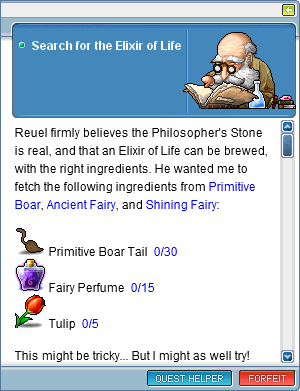 Search for the Elixir of Life
Reuel firmly believes the Philosopher's Stone
is real, and that an Elixir of Life can be brewed,
with the right ingredients. He wanted me to
fetch the following ingredients from Primitive
Boar, Ancient Fairy, and Shining Fairy:
Primitive Boar Tail 0/30
Fairy Perfume 0/15
Tulip 0/5
This might be tricky... But I might as well try!
QUEST HELPER FORFEIT